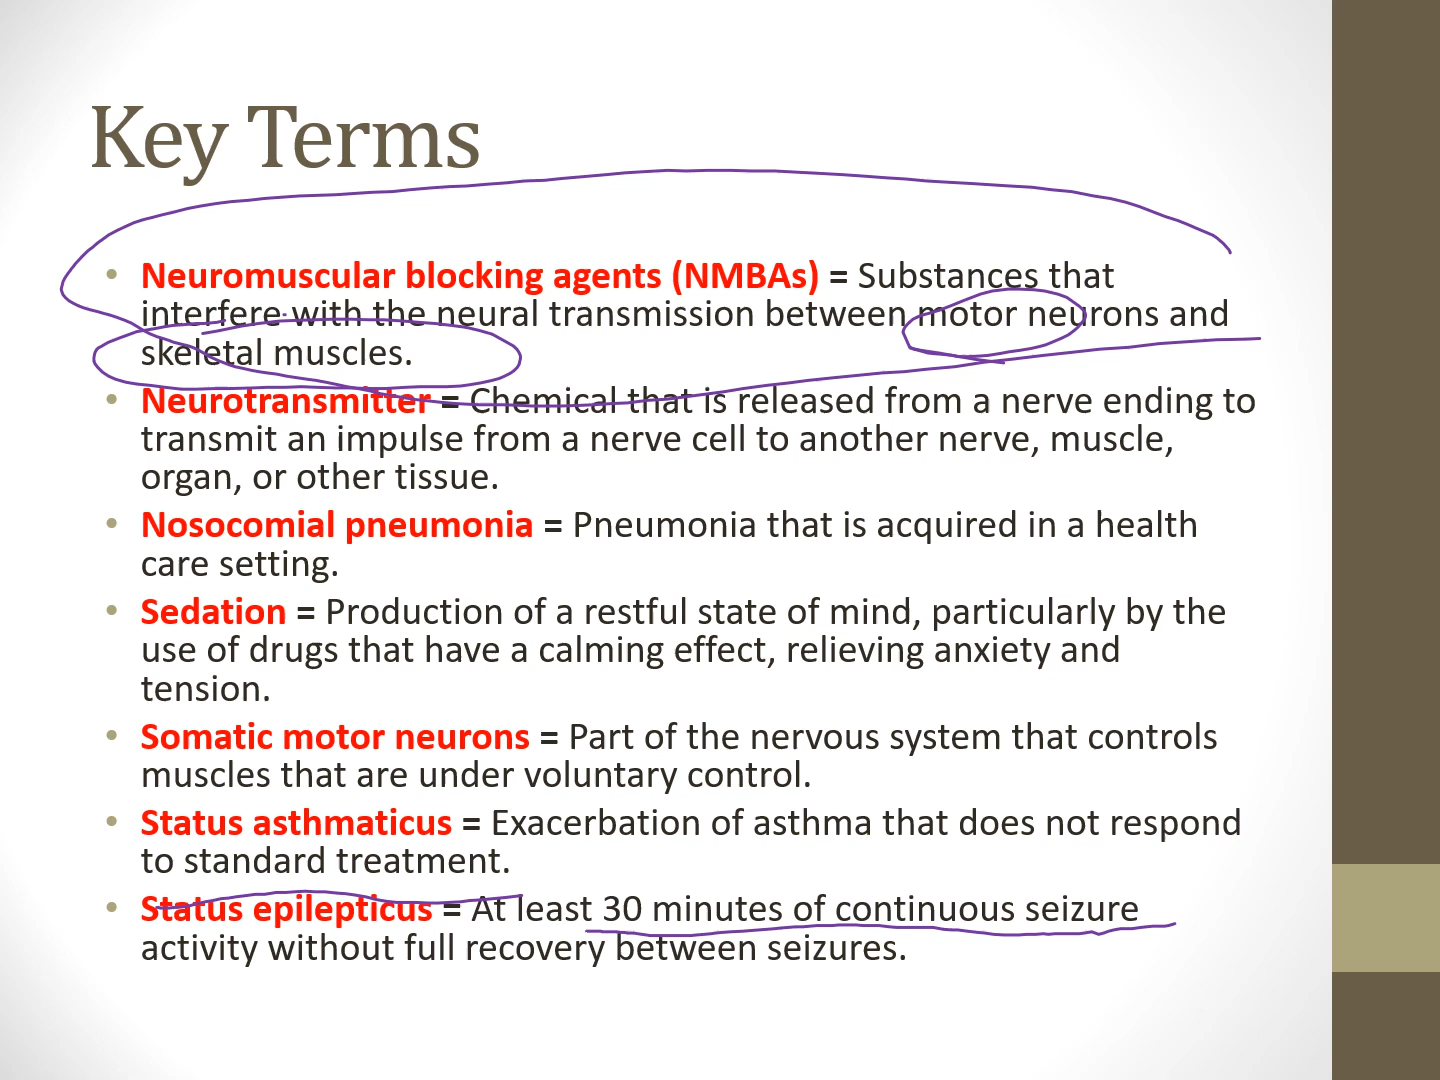 Key Terms
• Neuromuscular blocking agents (NMBAs) = Substances that
interfere with the neural transmission between motor neurons and
skeletal muscles.
• Neurotransmitter = Chemical that is released from a nerve ending to
transmit an impulse from a nerve cell to another nerve, muscle,
organ, or other tissue.
• Nosocomial pneumonia = Pneumonia that is acquired in a health
care setting.
• Sedation = Production of a restful state of mind, particularly by the
use of drugs that have a calming effect, relieving anxiety and
tension.
• Somatic motor neurons = Part of the nervous system that controls
muscles that are under voluntary control.
• Status asthmaticus = Exacerbation of asthma that does not respond
to standard treatment.
• Status epilepticus = At least 30 minutes of continuous seizure
activity without full recovery between seizures.